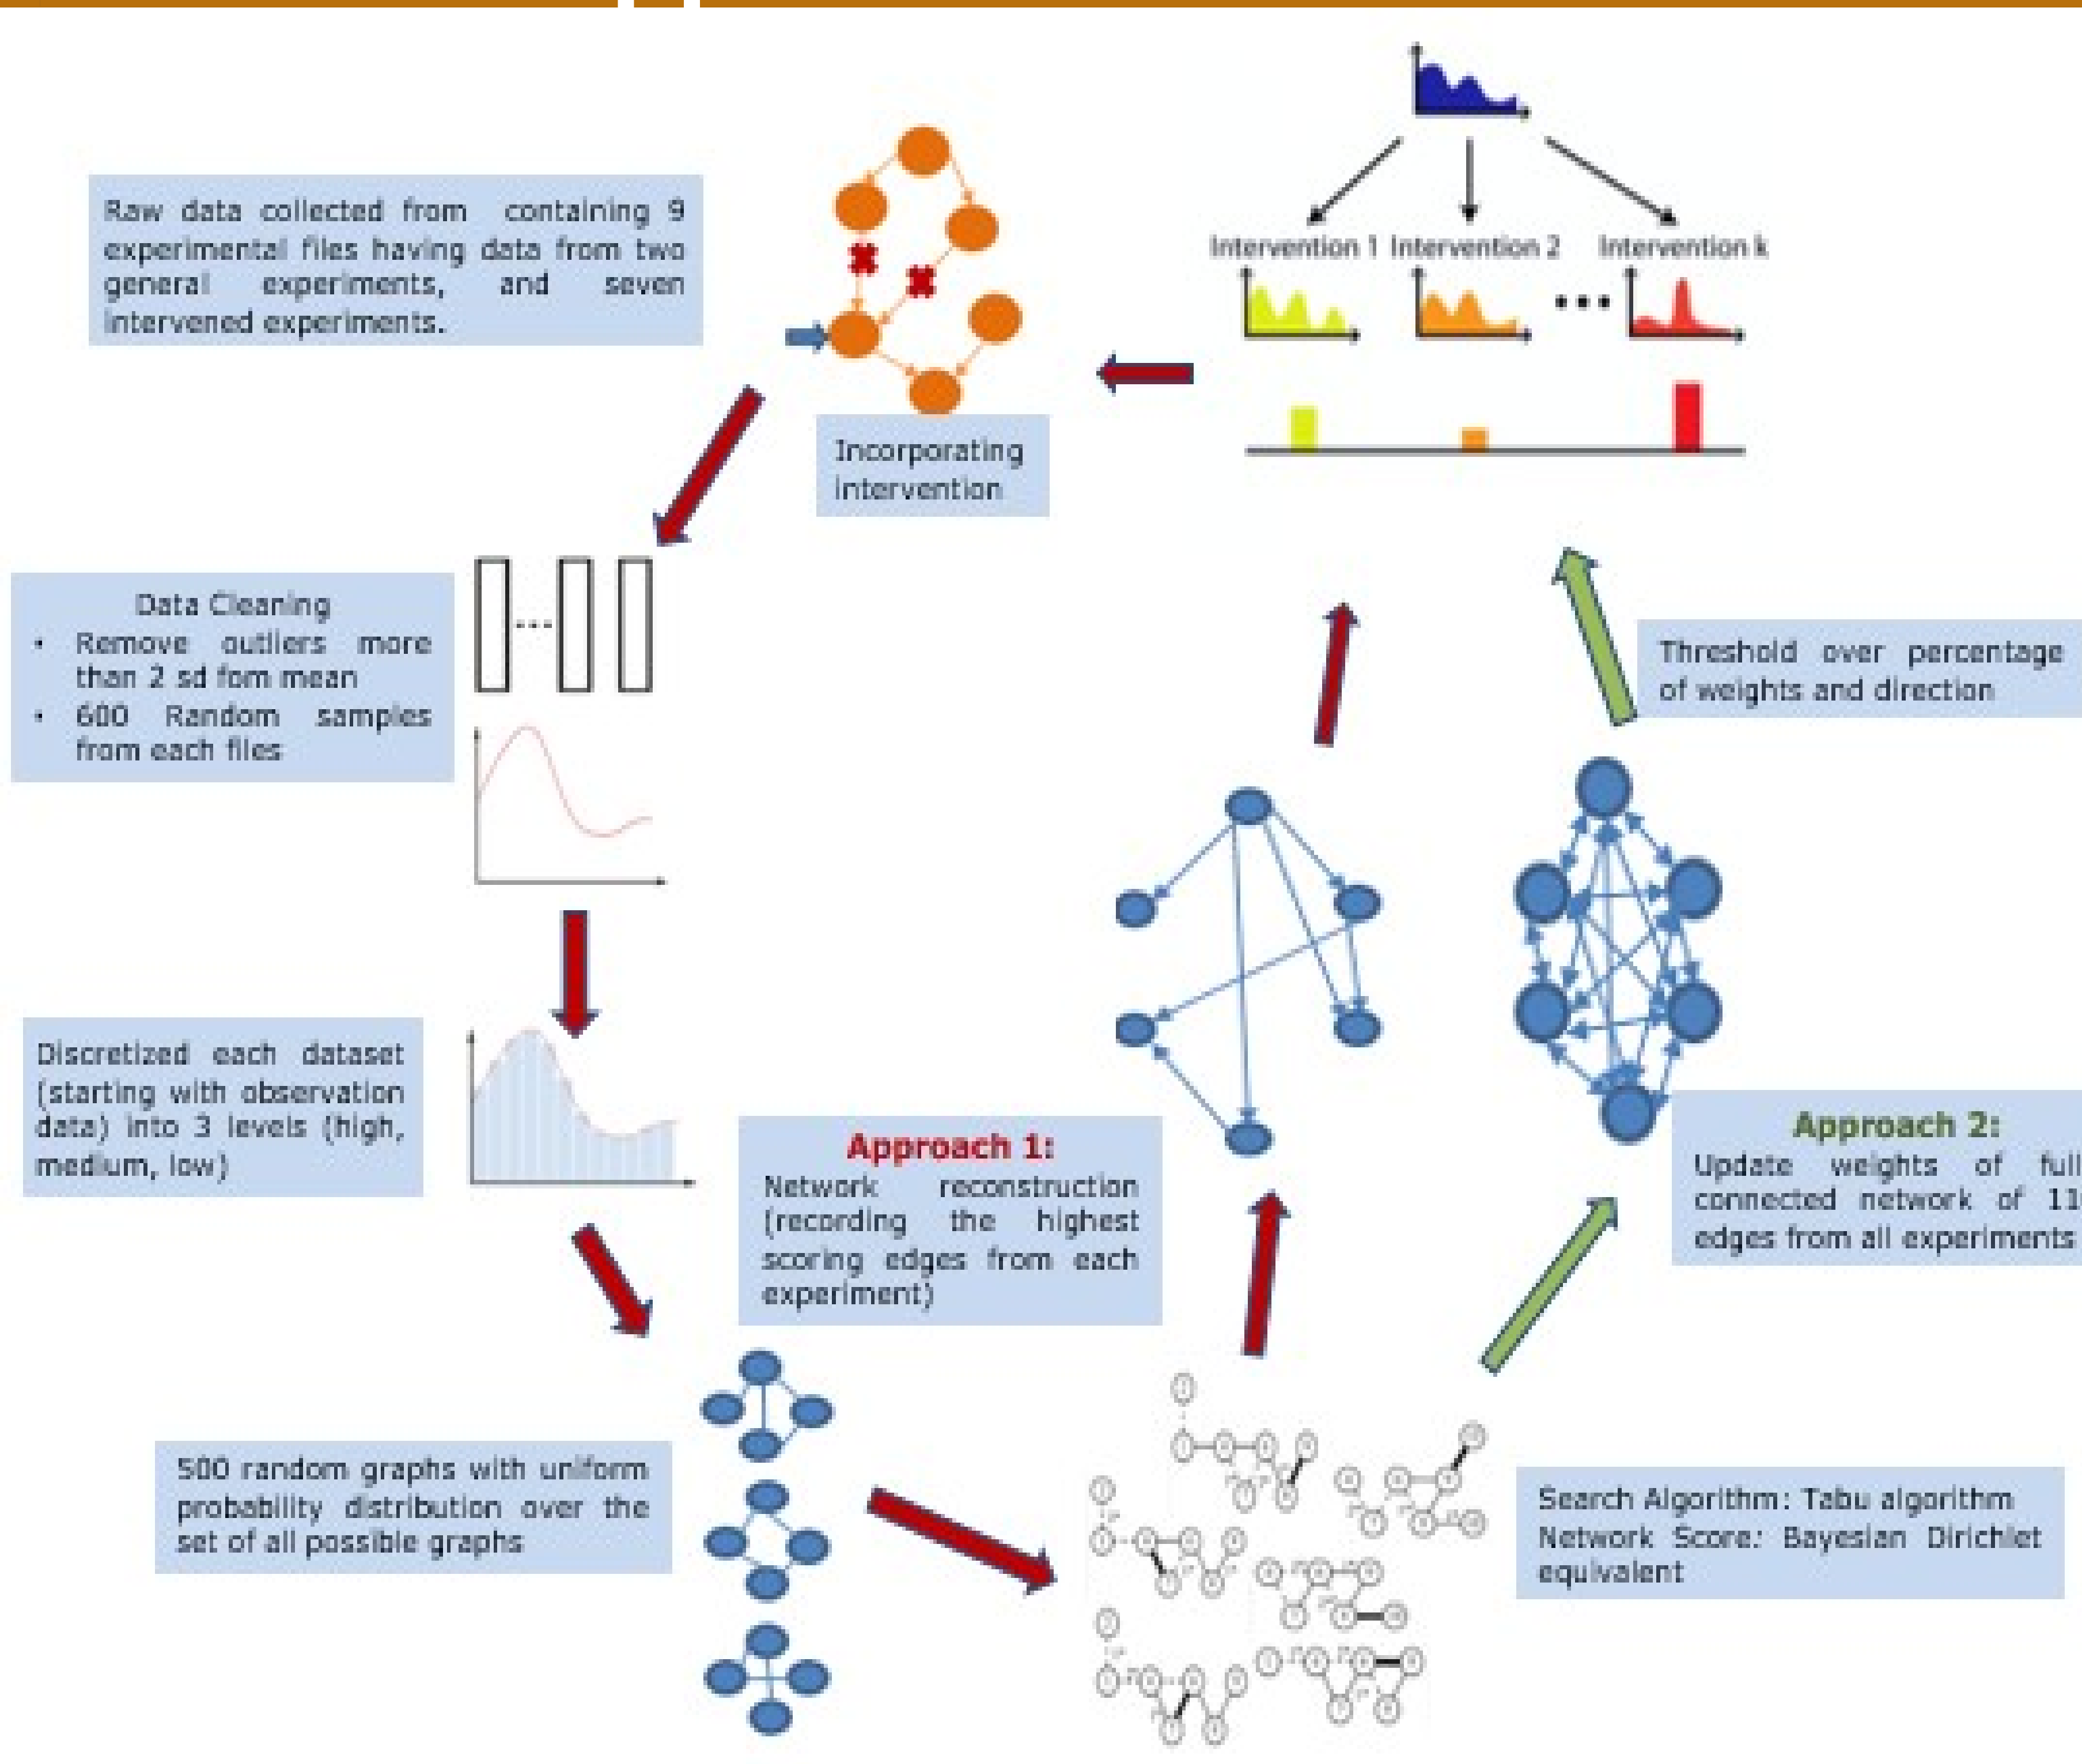 Raw data collected from containing 9
experimental files having data from two
general experiments, and seven
intervened experiments.
Intervention 1 Intervention 2 Intervention k
Incorporating
intervention
Data Cleaning
• Remove outliers more
than 2 sd fom mean
• 600 Random samples
from each files
Threshold over percentage
of weights and direction
Discretized each dataset
(starting with observation
data) into 3 levels (high,
medium, low)
Approach 1:
Network reconstruction
(recording the highest
scoring edges from each
experiment)
Approach 2:
Update weights of full
connected network of 11
edges from all experiments
500 random graphs with uniform
probability distribution over the
set of all possible graphs
Search Algorithm: Tabu algorithm
Network Score: Bayesian Dirichlet
equivalent